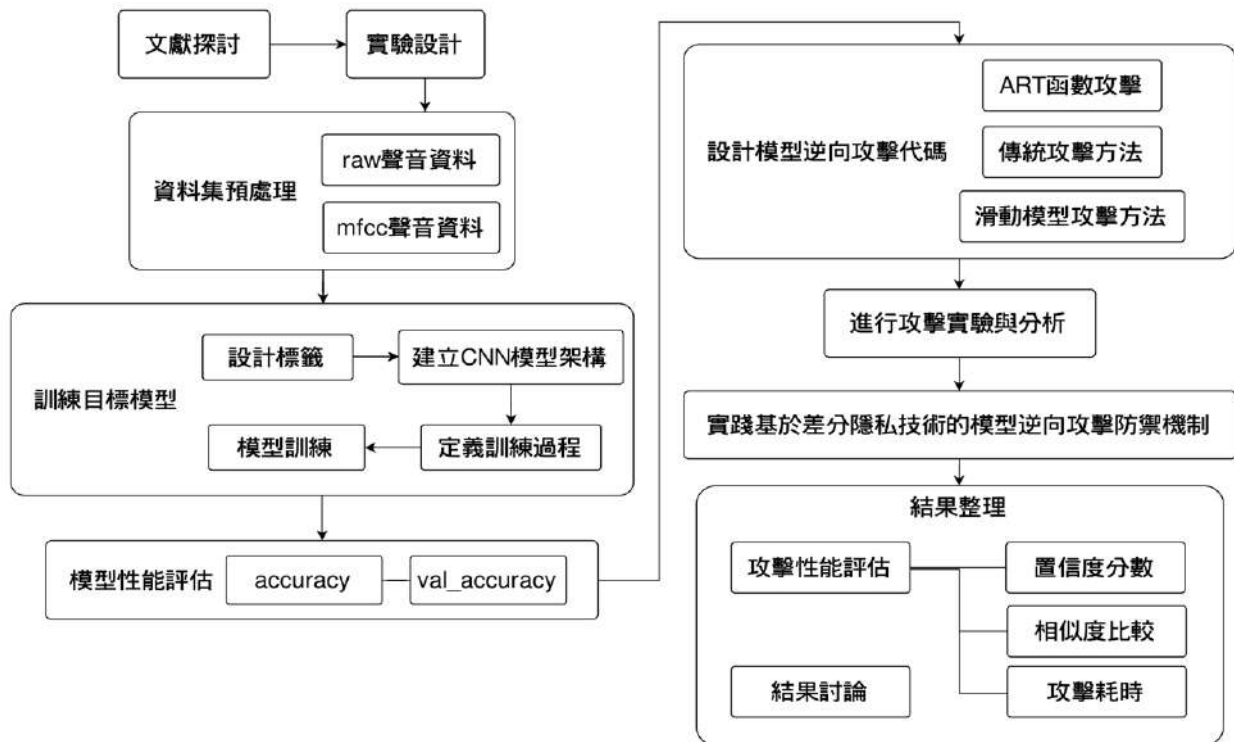 文獻探討
實驗設計
資料集預處理
raw聲音資料
mfcc聲音資料
訓練目標模型
設計標籤
建立CNN模型架構
模型訓練
定義訓練過程
模型性能評估
accuracy
val_accuracy
設計模型逆向攻擊代碼
ART函數攻擊
傳統攻擊方法
滑動模型攻擊方法
進行攻擊實驗與分析
實踐基於差分隱私技術的模型逆向攻擊防禦機制
結果整理
攻擊性能評估
置信度分數
相似度比較
攻擊耗時
結果討論